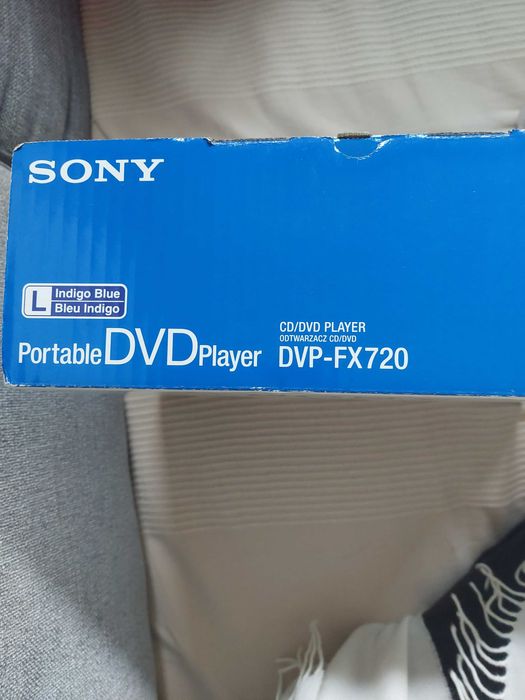 SONY
L
Indigo Blue
Bleu Indigo
Portable DVD Player
CD/DVD PLAYER
ODTWARZACZ CD/DVD
DVP-FX720